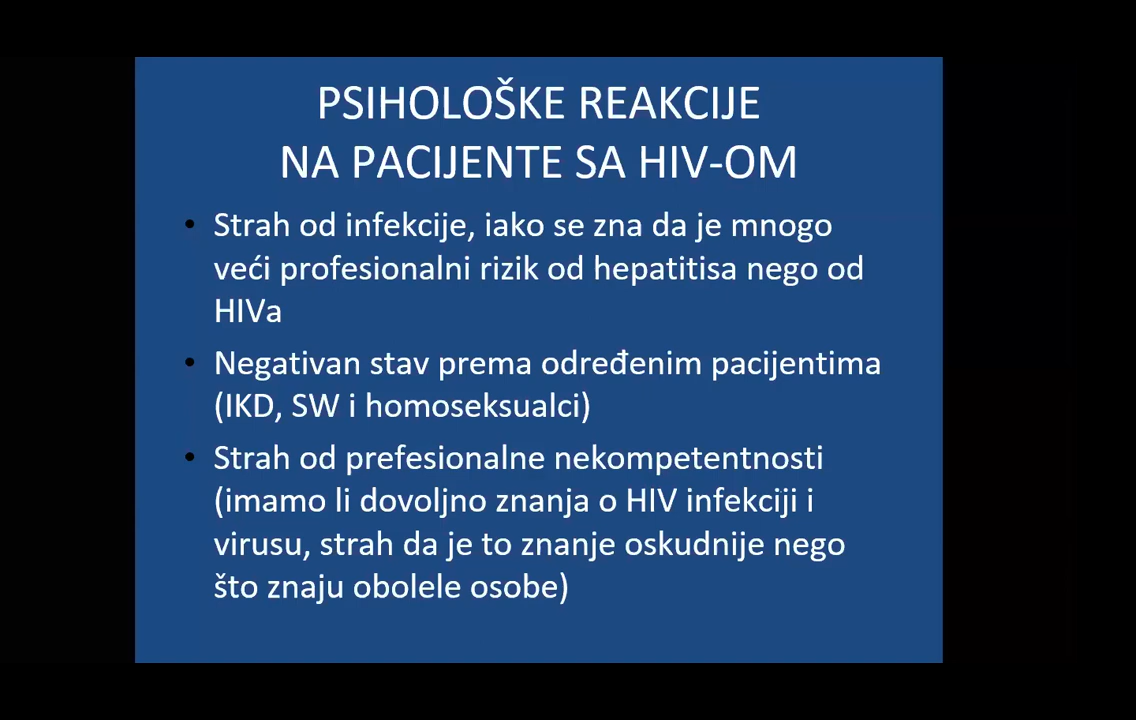 PSIHOLOŠKE REAKCIJE
NA PACIJENTE SA HIV-OM
• Strah od infekcije, iako se zna da je mnogo
veći profesionalni rizik od hepatitisa nego od
HIVa
• Negativan stav prema određenim pacijentima
(IKD, SW i homoseksualci)
• Strah od prefesionalne nekompetentnosti
(imamo li dovoljno znanja o HIV infekciji i
virusu, strah da je to znanje oskudnije nego
što znaju obolele osobe)